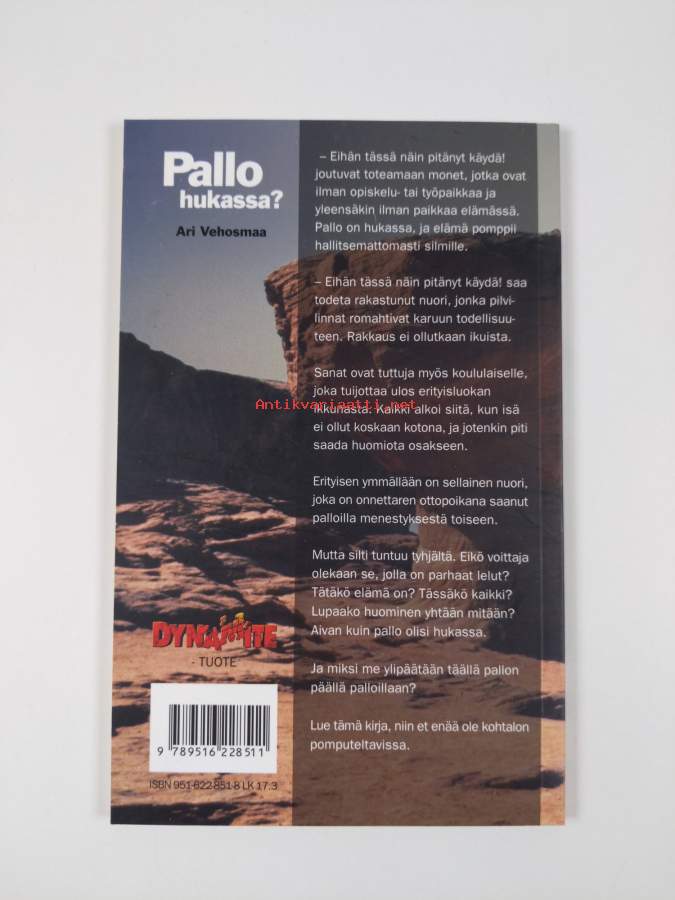 Pallo
hukassa?
Ari Vehosmaa
– Eihän tässä näin pitänyt käydä!
joutuvat toteamaan monet, jotka ovat
ilman opiskelu- tai työpaikkaa ja
yleensäkin ilman paikkaa elämässä.
Pallo on hukassa, ja elämä pomppii
hallitsemattomasti silmille.
– Eihän tässä näin pitänyt käydä! saa
todeta rakastunut nuori, jonka pilvi-
linnat romahtivat karuun todellisuu-
teen. Rakkaus ei ollutkaan ikuista.
Sanat ovat tuttuja myös koululaiselle,
joka tuijottaa ulos erityisluokan
ikkunasta. Kaikki alkoi siitä, kun isä
ei ollut koskaan kotona, ja jotenkin piti
saada huomiota osakseen.
Erityisen ymmällään on sellainen nuori,
joka on onnettaren ottopoikana saanut
palloilla menestyksestä toiseen.
Mutta silti tuntuu tyhjältä. Eikö voittaja
olekaan se, jolla on parhaat lelut?
Tätäkö elämä on? Tässäkö kaikki?
Lupaako huominen yhtään mitään?
Aivan kuin pallo olisi hukassa.
Ja miksi me ylipäätään täällä pallon
päällä palloillaan?
Lue tämä kirja, niin et enää ole kohtalon
pomputeltavissa.
Antikvariaatti.net
DYNAMITE
- TUOTE -
9 789516 228511
ISBN 951-622-851-8 LK 17.3